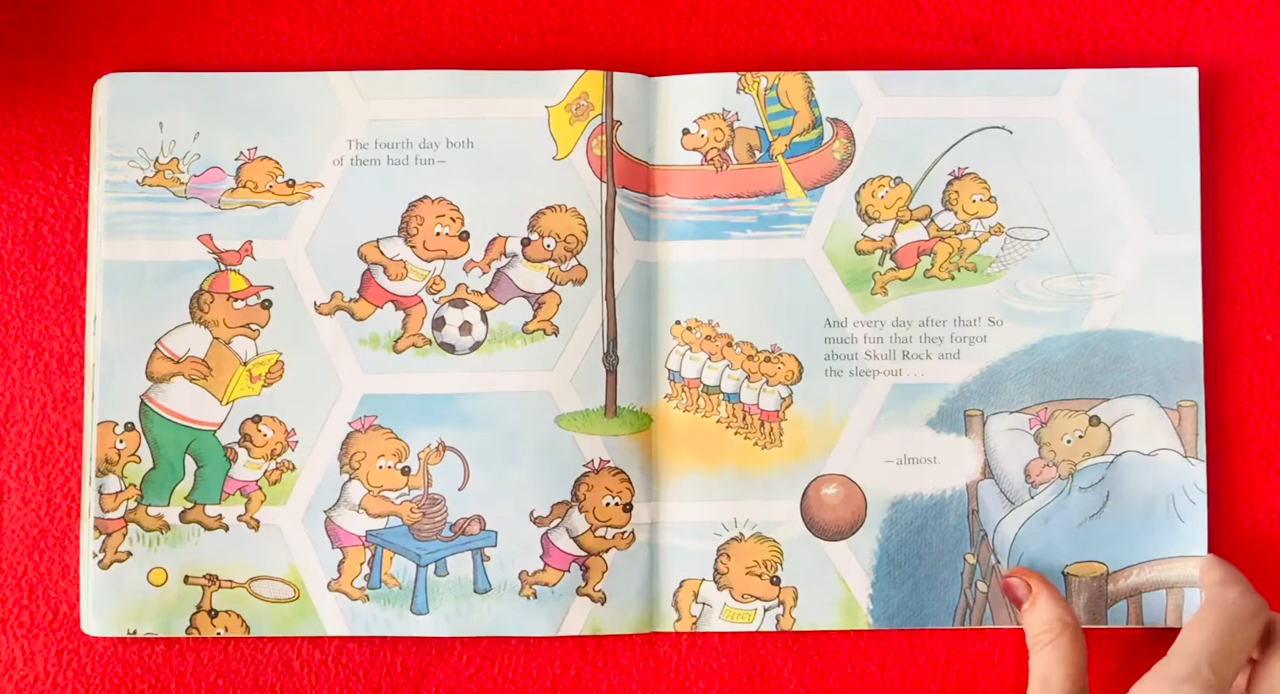 The fourth day both
of them had fun—
And every day after that! So
much fun that they forgot
about Skull Rock and
the sleep-out . . .
—almost.